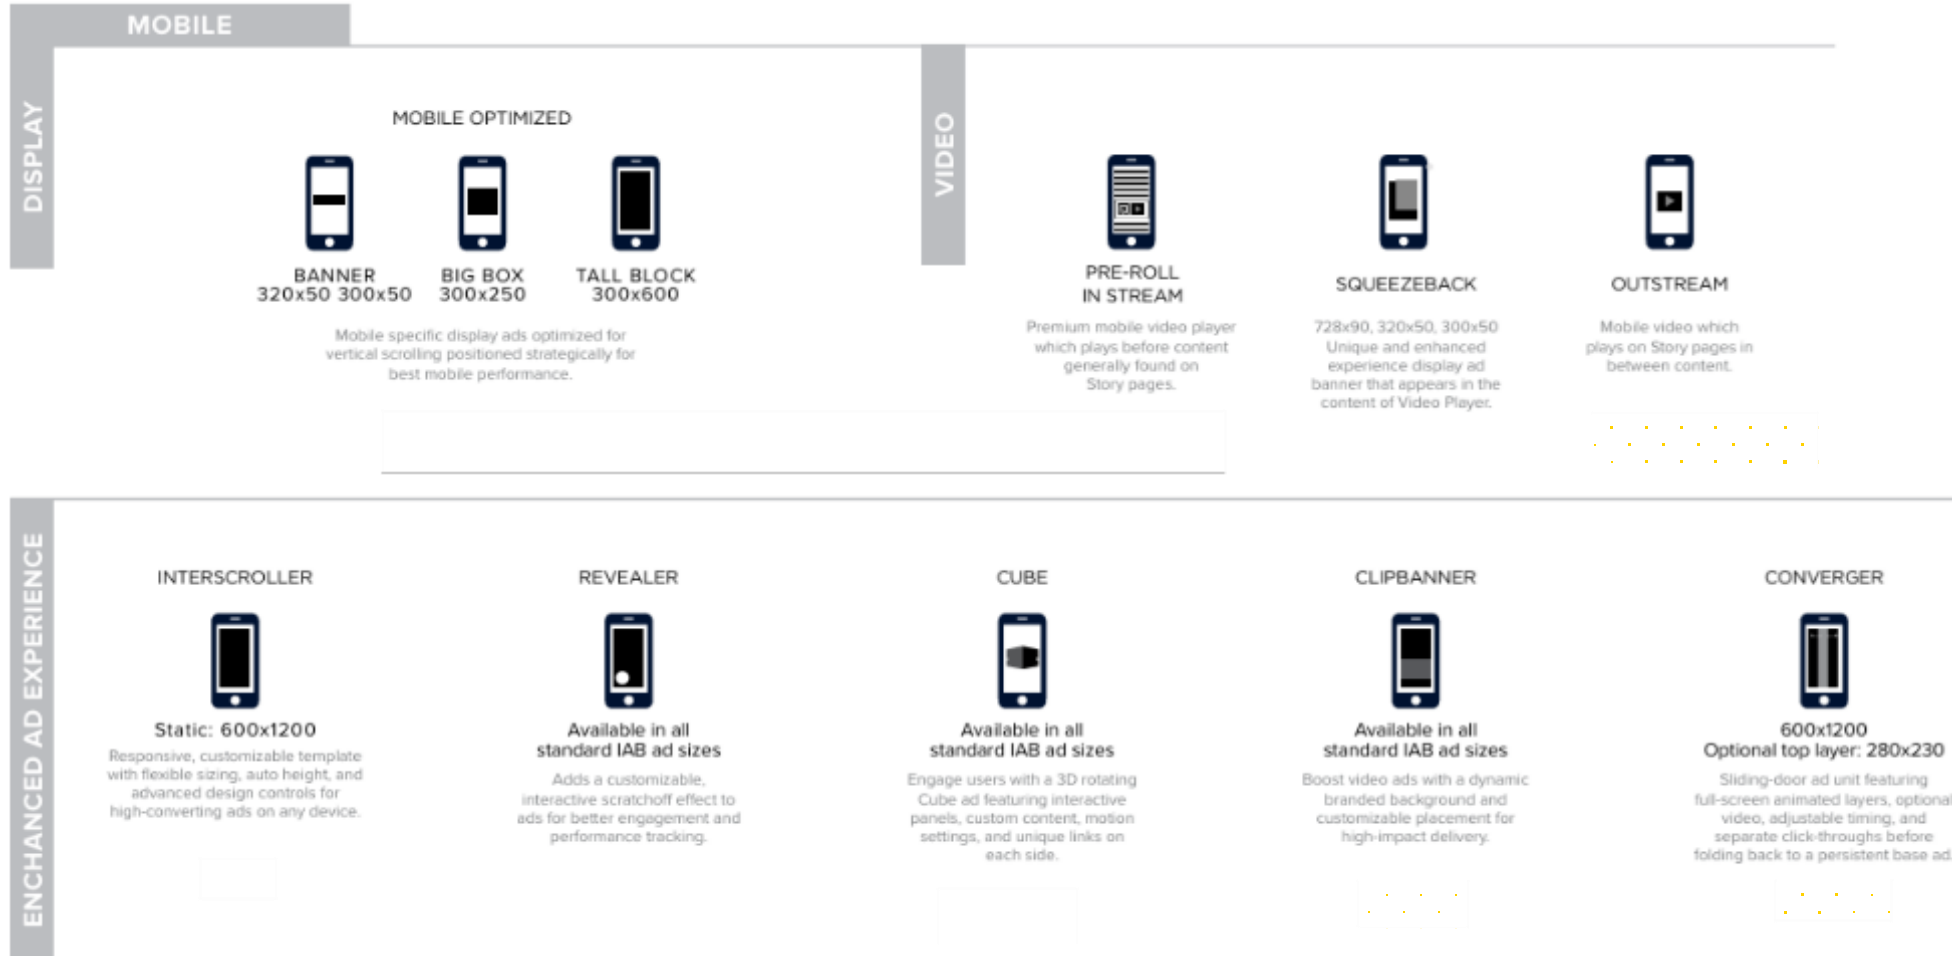 MOBILE
DISPLAY
MOBILE OPTIMIZED
BANNER
320x50 300x50
BIG BOX
300x250
TALL BLOCK
300x600
Mobile specific display ads optimized for
vertical scrolling positioned strategically for
best mobile performance.
VIDEO
PRE-ROLL
IN STREAM
Premium mobile video player
which plays before content
generally found on
Story pages.
SQUEEZEBACK
728x90, 320x50, 300x50
Unique and enhanced
experience display ad
banner that appears in the
content of Video Player.
OUTSTREAM
Mobile video which
plays on Story pages in
between content.
ENCHANCED AD EXPERIENCE
INTERSCROLLER
Static: 600x1200
Responsive, customizable template
with flexible sizing, auto height, and
advanced design controls for
high-converting ads on any device.
REVEALER
Available in all
standard IAB ad sizes
Adds a customizable,
interactive scratchoff effect to
ads for better engagement and
performance tracking.
CUBE
Available in all
standard IAB ad sizes
Engage users with a 3D rotating
Cube ad featuring interactive
panels, custom content, motion
settings, and unique links on
each side.
CLIPBANNER
Available in all
standard IAB ad sizes
Boost video ads with a dynamic
branded background and
customizable placement for
high-impact delivery.
CONVERGER
600x1200
Optional top layer: 280x230
Sliding-door ad unit featuring
full-screen animated layers, optional
video, adjustable timing, and
separate click-throughs before
folding back to a persistent base ad.